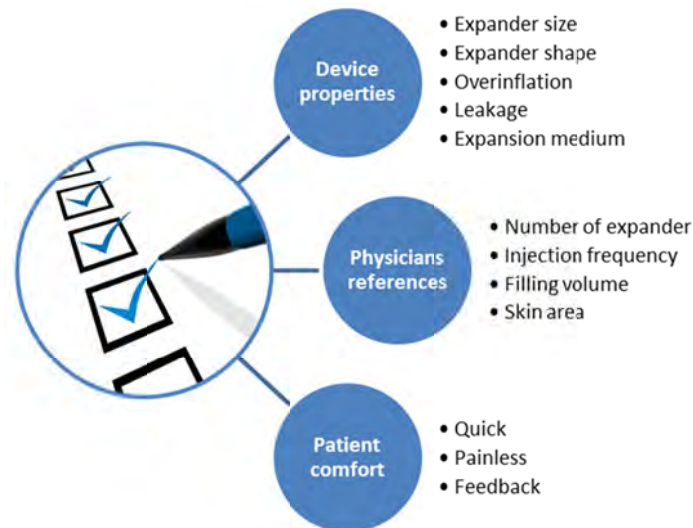 Device
properties
• Expander size
• Expander shape
• Overinflation
• Leakage
• Expansion medium
Physicians
references
• Number of expander
• Injection frequency
• Filling volume
• Skin area
Patient
comfort
• Quick
• Painless
• Feedback